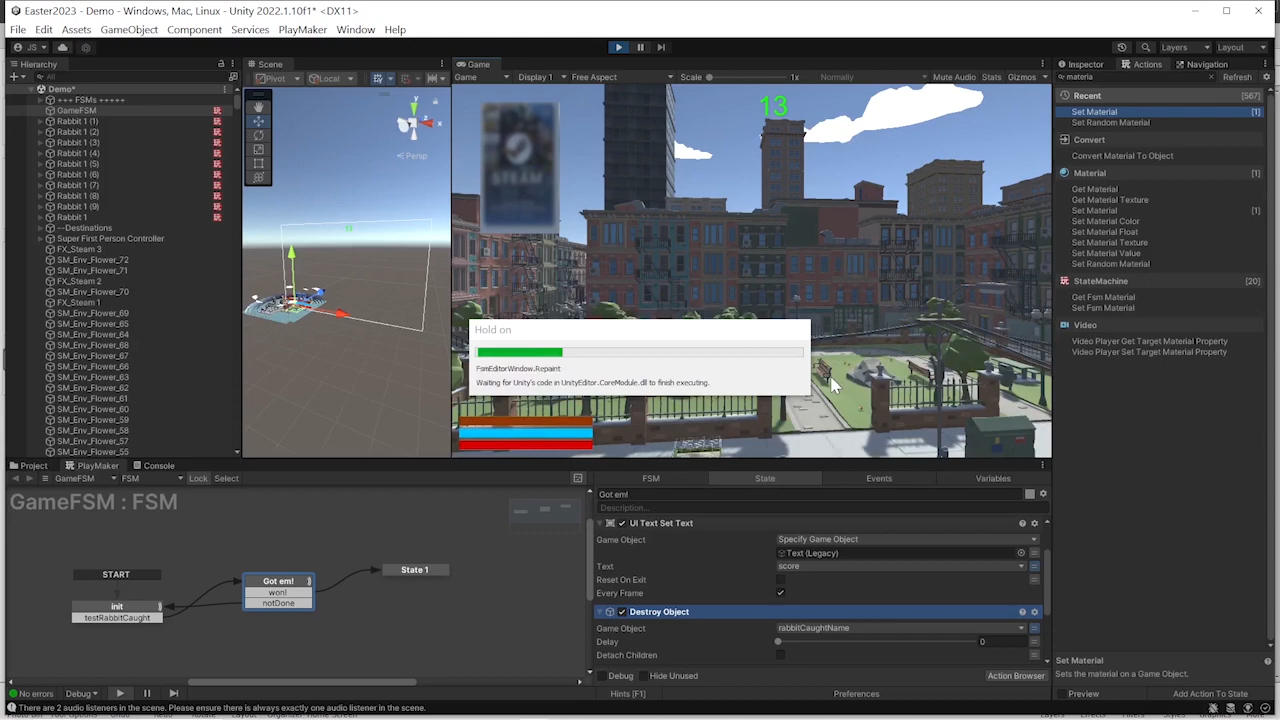 Easter2023 - Demo - Windows, Mac, Linux - Unity 2022.1.10f1* <DX11>
File Edit Assets GameObject Component Services PlayMaker Window Help
JS Layers Layout
Hierarchy
All
Demo*
+++ FSMs +++++
GameFSM
Rabbit 1 (1)
Rabbit 1 (2)
Rabbit 1 (3)
Rabbit 1 (4)
Rabbit 1 (5)
Rabbit 1 (6)
Rabbit 1 (7)
Rabbit 1 (8)
Rabbit 1 (9)
Rabbit 1
--Destinations
Super First Person Controller
FX_Steam 3
SM_Env_Flower_72
SM_Env_Flower_71
FX_Steam 2
SM_Env_Flower_70
FX_Steam 1
SM_Env_Flower_69
SM_Env_Flower_65
SM_Env_Flower_64
SM_Env_Flower_68
SM_Env_Flower_67
SM_Env_Flower_66
SM_Env_Flower_63
SM_Env_Flower_62
SM_Env_Flower_61
SM_Env_Flower_60
SM_Env_Flower_59
SM_Env_Flower_58
SM_Env_Flower_57
SM_Env_Flower_55
Scene
Pivot Local
y
x
Persp
13
Game
Game Display 1 Free Aspect Scale 1x Normally Mute Audio Stats Gizmos
13
STEAM
Hold on
FsmEditorWindow.Repaint
Waiting for Unity's code in UnityEditor.CoreModule.dll to finish executing.
Inspector Actions Navigation
materia Refresh
Recent [567]
Set Material [1]
Set Random Material
Convert
Convert Material To Object
Material [1]
Get Material
Get Material Texture
Set Material [1]
Set Material Color
Set Material Float
Set Material Texture
Set Material Value
Set Random Material
StateMachine [20]
Get Fsm Material
Set Fsm Material
Video
Video Player Get Target Material Property
Video Player Set Target Material Property
Set Material
Sets the material on a Game Object.
Preview Add Action To State
Project PlayMaker Console
GameFSM FSM Lock Select
GameFSM : FSM
START
init
testRabbitCaught
Got em!
won!
notDone
State 1
No errors Debug
FSM State Events Variables
Got em!
Description...
UI Text Set Text
Game Object Specify Game Object
Text (Legacy)
Text score
Reset On Exit
Every Frame
Destroy Object
Game Object rabbitCaughtName
Delay 0
Detach Children
Debug Hide Unused Action Browser
Hints [F1] Preferences
There are 2 audio listeners in the scene. Please ensure there is always exactly one audio listener in the scene.